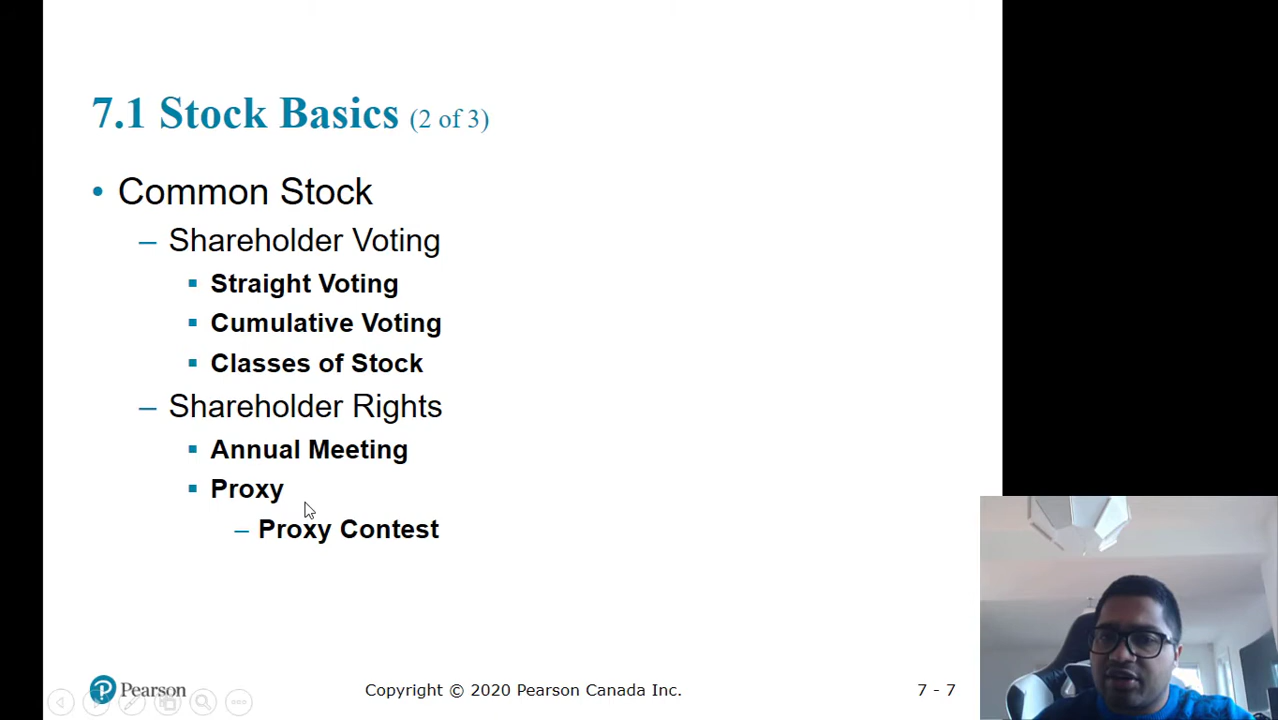 7.1 Stock Basics (2 of 3)
• Common Stock
– Shareholder Voting
▪ Straight Voting
▪ Cumulative Voting
▪ Classes of Stock
– Shareholder Rights
▪ Annual Meeting
▪ Proxy
– Proxy Contest
Pearson
Copyright © 2020 Pearson Canada Inc.
7 - 7